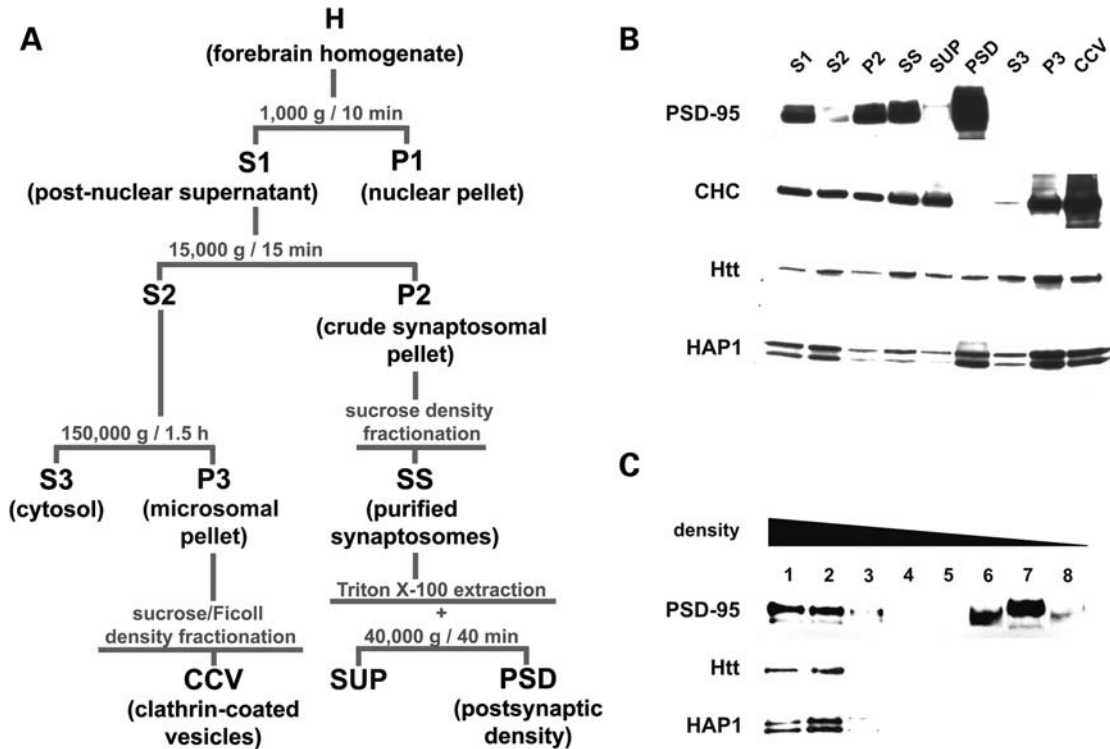 A
H
(forebrain homogenate)
1,000 g / 10 min
S1 P1
(post-nuclear supernatant) (nuclear pellet)
15,000 g / 15 min
S2 P2
(crude synaptosomal
pellet)
sucrose density
fractionation
150,000 g / 1.5 h
S3 P3 SS
(cytosol) (microsomal (purified
pellet) synaptosomes)
Triton X-100 extraction
+
sucrose/Ficoll
density fractionation
40,000 g / 40 min
CCV SUP PSD
(clathrin-coated (postsynaptic
vesicles) density)
B
S1 S2 P2 SS SUP PSD S3 P3 CCV
PSD-95
CHC
Htt
HAP1
C
density
1 2 3 4 5 6 7 8
PSD-95
Htt
HAP1